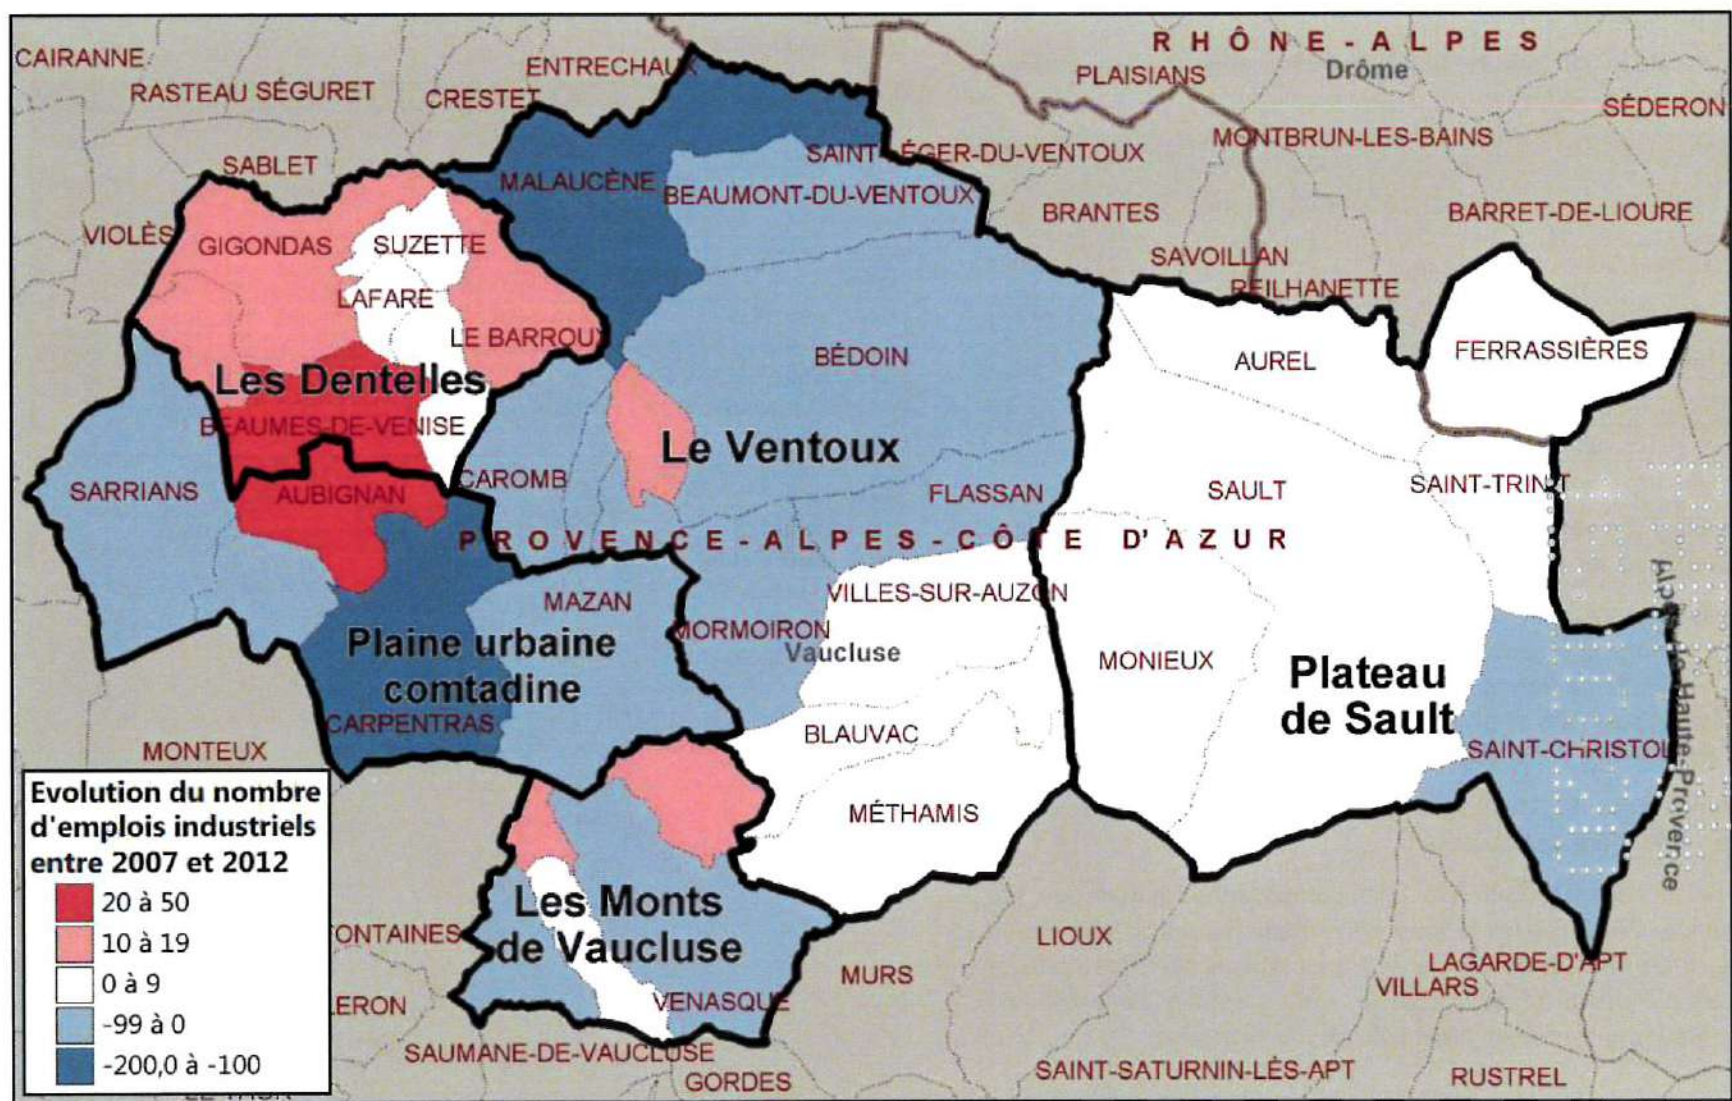 RHÔNE-ALPES
Drôme
CAIRANNE
ENTRECHAUX
PLAISIANS
RASTEAU SÉGURET
CRESTET
SÉDERON
MONTBRUN-LES-BAINS
SABLET
SAINT-LÉGER-DU-VENTOUX
MALAUCÈNE
BEAUMONT-DU-VENTOUX
BRANTES
BARRET-DE-LIOURE
VIOLÈS
GIGONDAS
SUZETTE
SAVOILLAN
REILHANETTE
LAFARE
LE BARROUX
BÉDOIN
AUREL
FERRASSIÈRES
Les Dentelles
BEAUMES-DE-VENISE
Le Ventoux
SARRIANS
AUBIGNAN
CAROMB
FLASSAN
SAULT
SAINT-TRINIT
PROVENCE-ALPES-CÔTE D'AZUR
MAZAN
VILLES-SUR-AUZON
MORMOIRON
Vaucluse
Plaine urbaine
comtadine
MONIEUX
Plateau
de Sault
CARPENTRAS
BLAUVAC
SAINT-CHRISTOL
MONTEUX
MÉTHAMIS
Les Monts
de Vaucluse
ONTAINES
LIOUX
LAGARDE-D'APT
MURS
VILLARS
LERON
VENASQUE
SAUMANE-DE-VAUCLUSE
GORDES
SAINT-SATURNIN-LÈS-APT
RUSTREL
Evolution du nombre
d'emplois industriels
entre 2007 et 2012
20 à 50
10 à 19
0 à 9
-99 à 0
-200,0 à -100